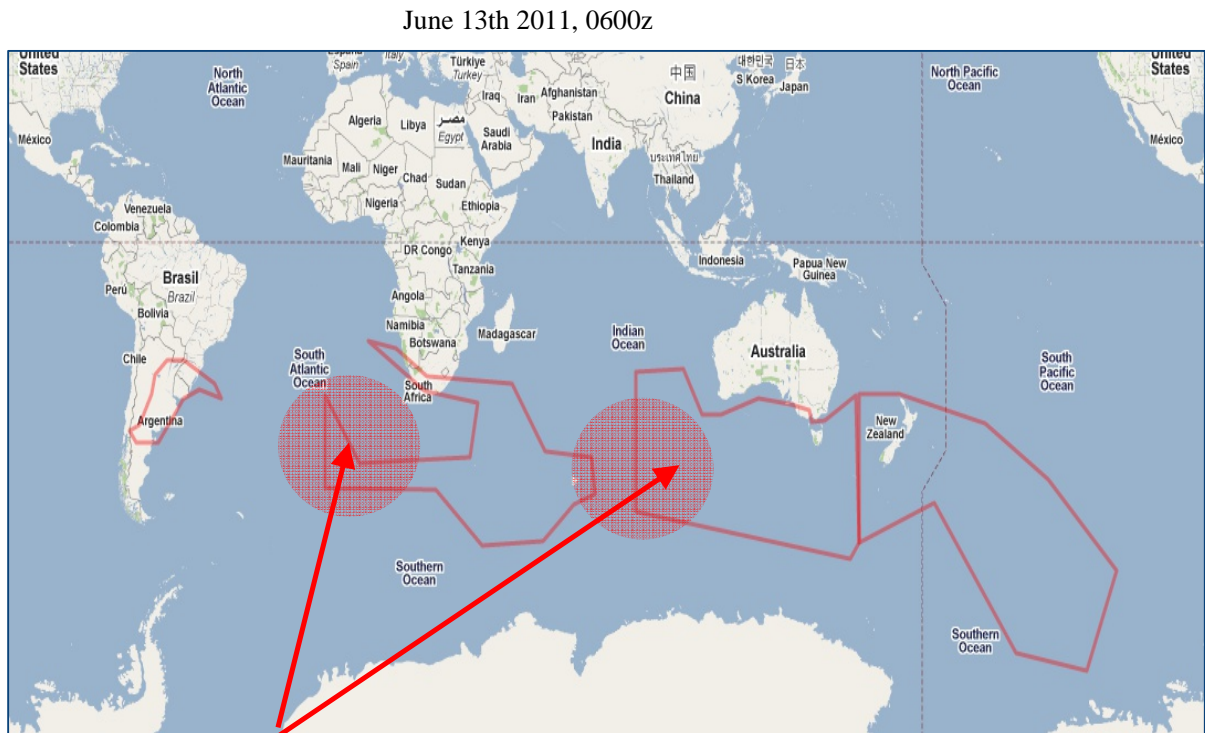 June 13th 2011, 0600z
United
States
North
Atlantic
Ocean
España
Spain
Italy
Türkiye
Turkey
Iraq
Iran
Afghanistan
Pakistan
中国
China
대한민국
S Korea
日本
Japan
North Pacific
Ocean
United
States
México
Algeria
Libya
مصر
Egypt
Saudi
Arabia
India
ประเทศไทย
Thailand
México
Mauritania
Mali
Niger
Chad
Sudan
Nigeria
Ethiopia
Venezuela
Colombia
DR Congo
Kenya
Tanzania
Indonesia
Papua New
Guinea
Brasil
Brazil
Perú
Bolivia
Angola
Namibia
Botswana
Madagascar
Indian
Ocean
Australia
Chile
South
Atlantic
Ocean
South
Africa
South
Pacific
Ocean
Argentina
New
Zealand
Southern
Ocean
Southern
Ocean